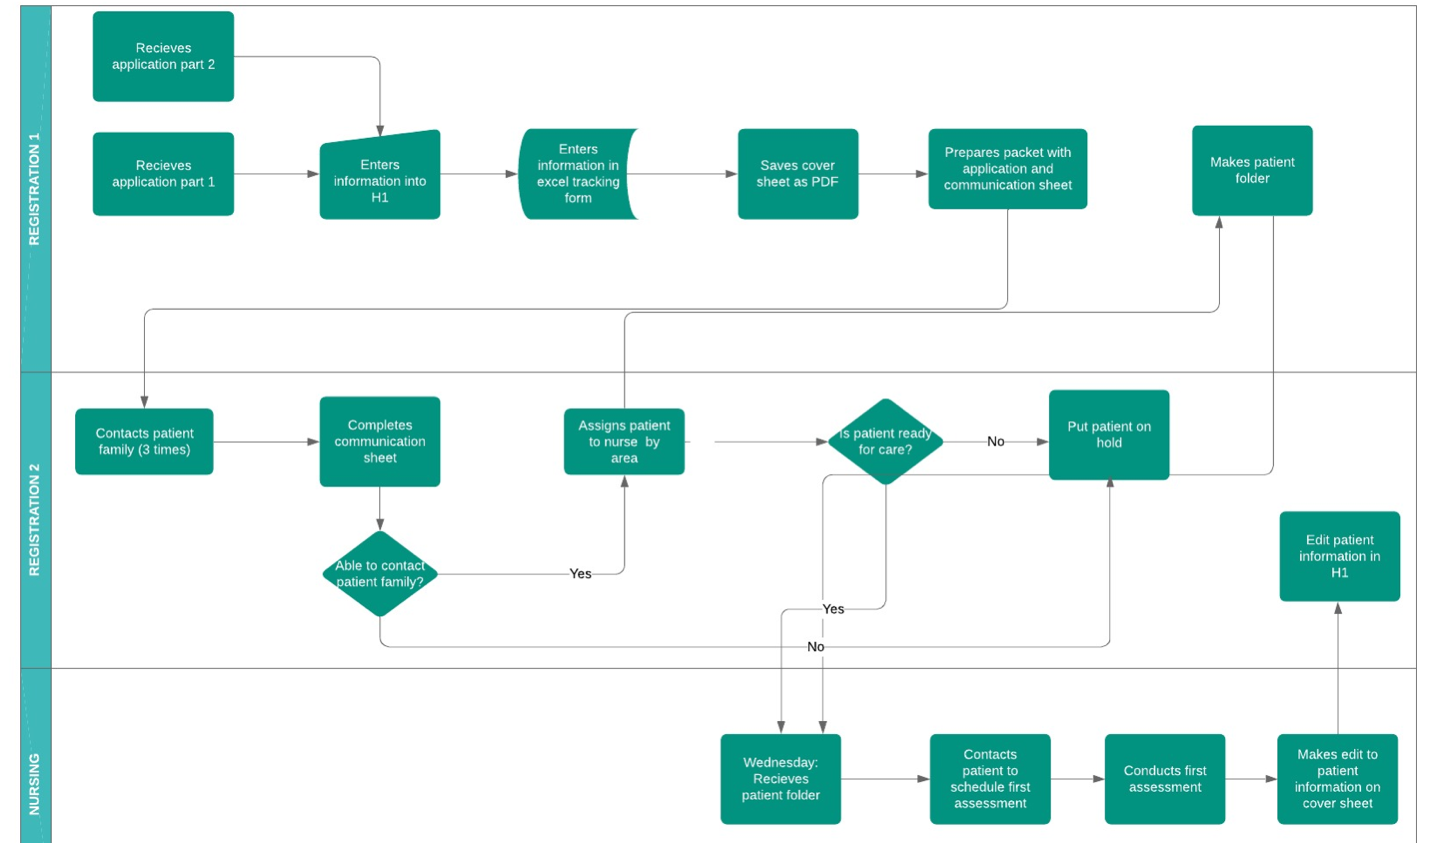 REGISTRATION 1
Recieves
application part 2
Recieves
application part 1
Enters
information into
H1
Enters
information in
excel tracking
form
Saves cover
sheet as PDF
Prepares packet with
application and
communication sheet
Makes patient
folder
REGISTRATION 2
Contacts patient
family (3 times)
Completes
communication
sheet
Assigns patient
to nurse by
area
Is patient ready
for care?
No
Put patient on
hold
Able to contact
patient family?
Yes
Yes
No
Edit patient
information in
H1
NURSING
Wednesday:
Recieves
patient folder
Contacts
patient to
schedule first
assessment
Conducts first
assessment
Makes edit to
patient
information on
cover sheet